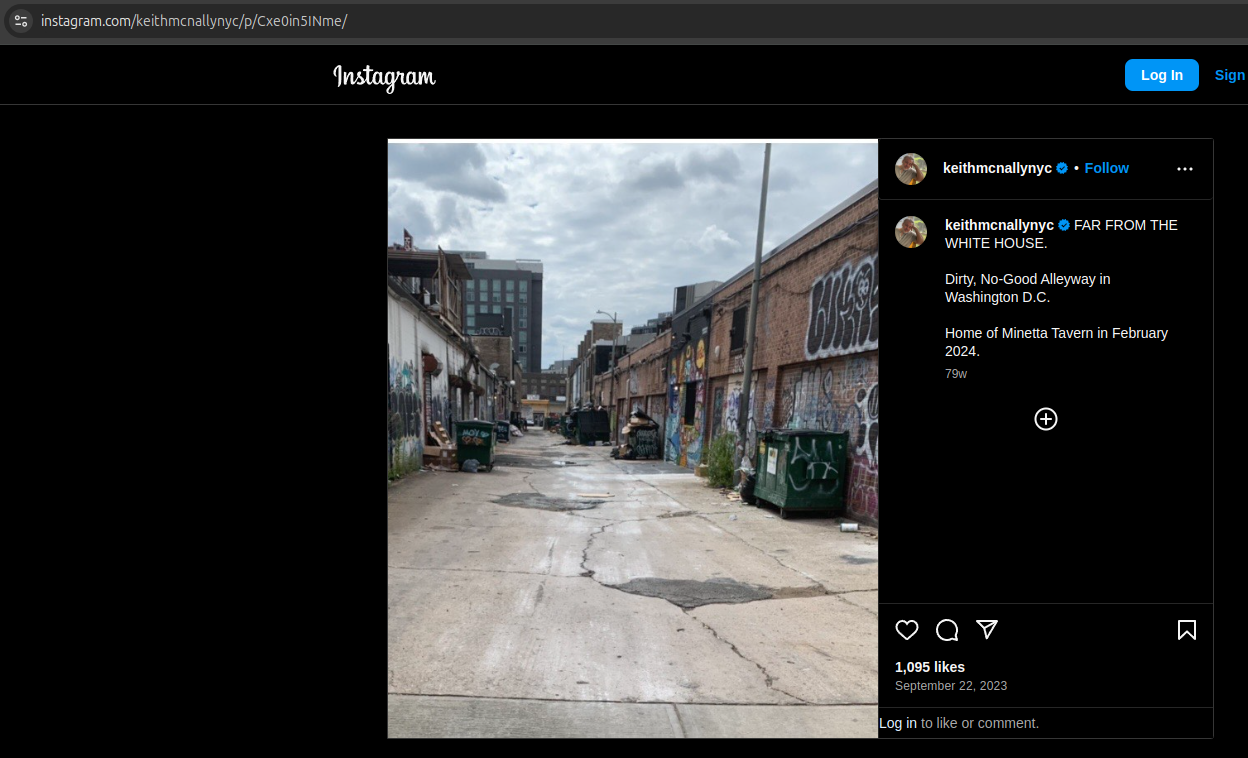 instagram.com/keithmcnallynyc/p/Cxe0in5INme/
Instagram
Log In
Sign
keithmcnallynyc • Follow
keithmcnallynyc FAR FROM THE
WHITE HOUSE.
Dirty, No-Good Alleyway in
Washington D.C.
Home of Minetta Tavern in February
2024.
79w
1,095 likes
September 22, 2023
Log in to like or comment.